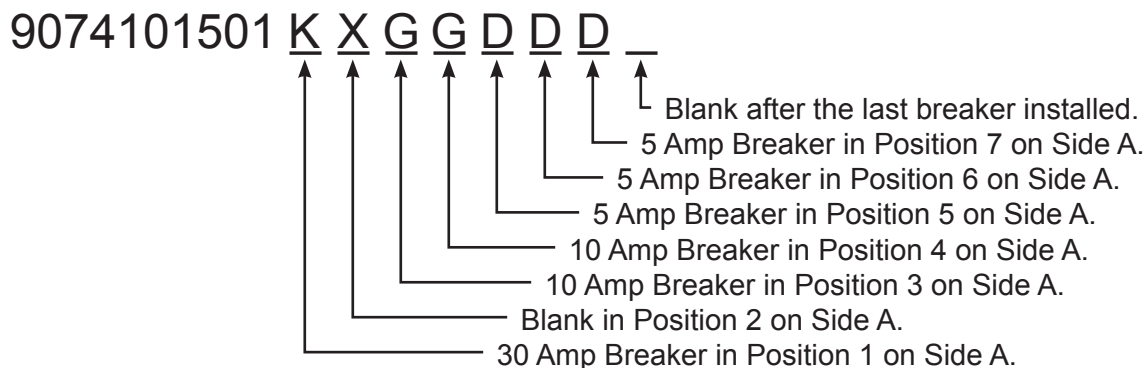 9074101501 K X G G D D D _
Blank after the last breaker installed.
5 Amp Breaker in Position 7 on Side A.
5 Amp Breaker in Position 6 on Side A.
5 Amp Breaker in Position 5 on Side A.
10 Amp Breaker in Position 4 on Side A.
10 Amp Breaker in Position 3 on Side A.
Blank in Position 2 on Side A.
30 Amp Breaker in Position 1 on Side A.